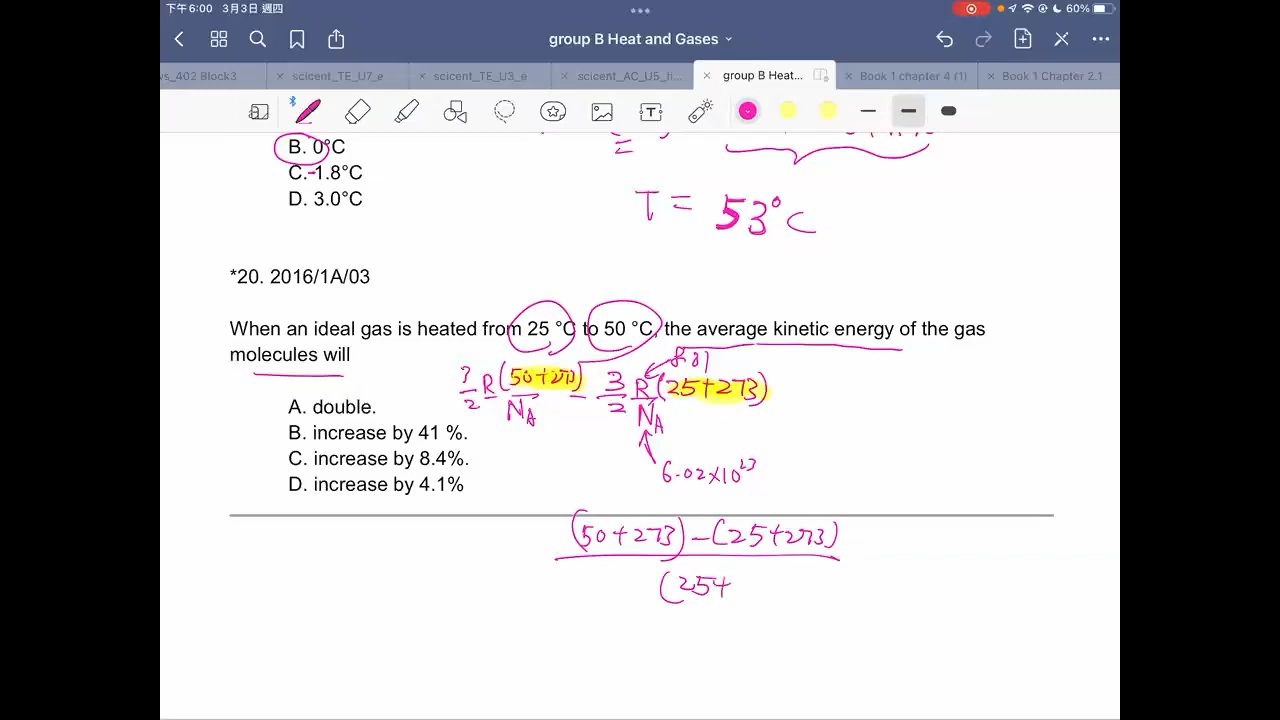 下午6:00 3月3日 週四
60%
group B Heat and Gases
ws_402 Block3
scicent_TE_U7_e
scicent_TE_U3_e
scicent_AC_U5_li...
group B Heat...
Book 1 chapter 4 (1)
Book 1 Chapter 2.1
B. 0°C
C.-1.8°C
D. 3.0°C
T = 53°C
*20. 2016/1A/03
When an ideal gas is heated from 25 °C to 50 °C, the average kinetic energy of the gas
molecules will
8.31
3/2 R(50+273)/N_A - 3/2 R/N_A (25+273)
6.02×10^23
A. double.
B. increase by 41 %.
C. increase by 8.4%.
D. increase by 4.1%
(50+273) - (25+273)
(25+